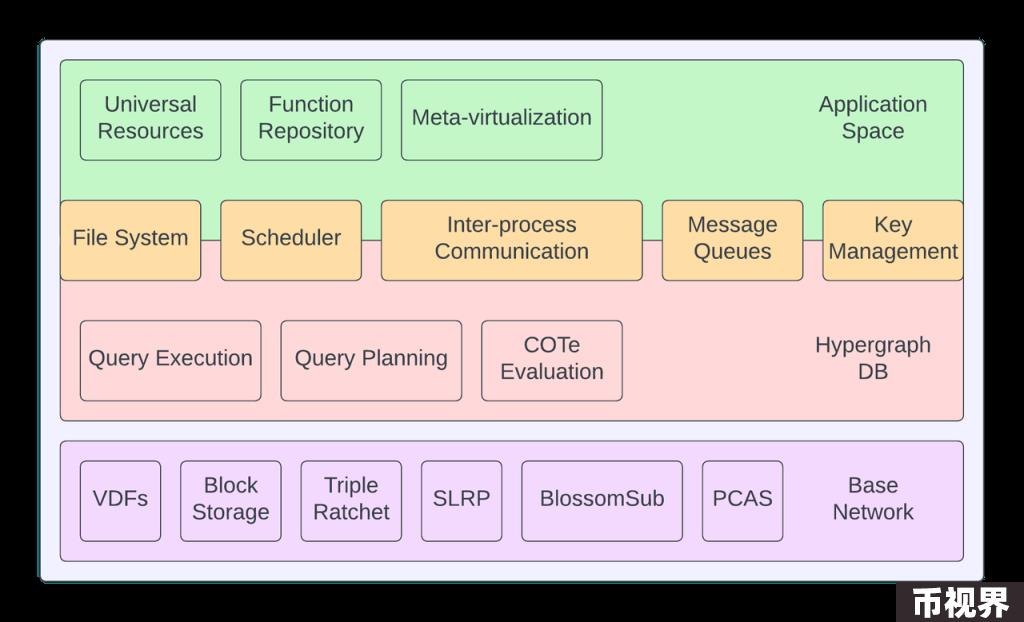 Universal
Resources
Function
Repository
Meta-virtualization
Application
Space
File System
Scheduler
Inter-process
Communication
Message
Queues
Key
Management
Query Execution
Query Planning
COTe
Evaluation
Hypergraph
DB
VDFs
Block
Storage
Triple
Ratchet
SLRP
BlossomSub
PCAS
Base
Network
币视界